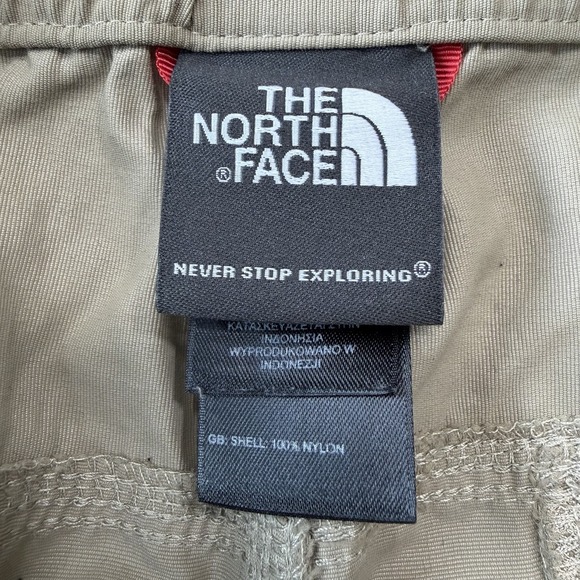 THE
NORTH
FACE®
NEVER STOP EXPLORING®
ΚΑΤΑΣΚΕΥΑΖΕΤΑΙ ΣΤΗΝ
ΙΝΔΟΝΗΣΙΑ
WYPRODUKOWANO W
INDONEZJI
GB: SHELL: 100% NYLON